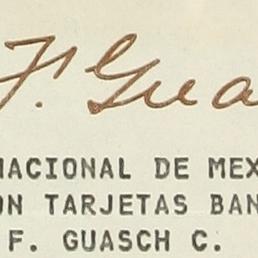 F. Gua
NACIONAL DE MEX
ON TARJETAS BAN
F. GUASCH C.